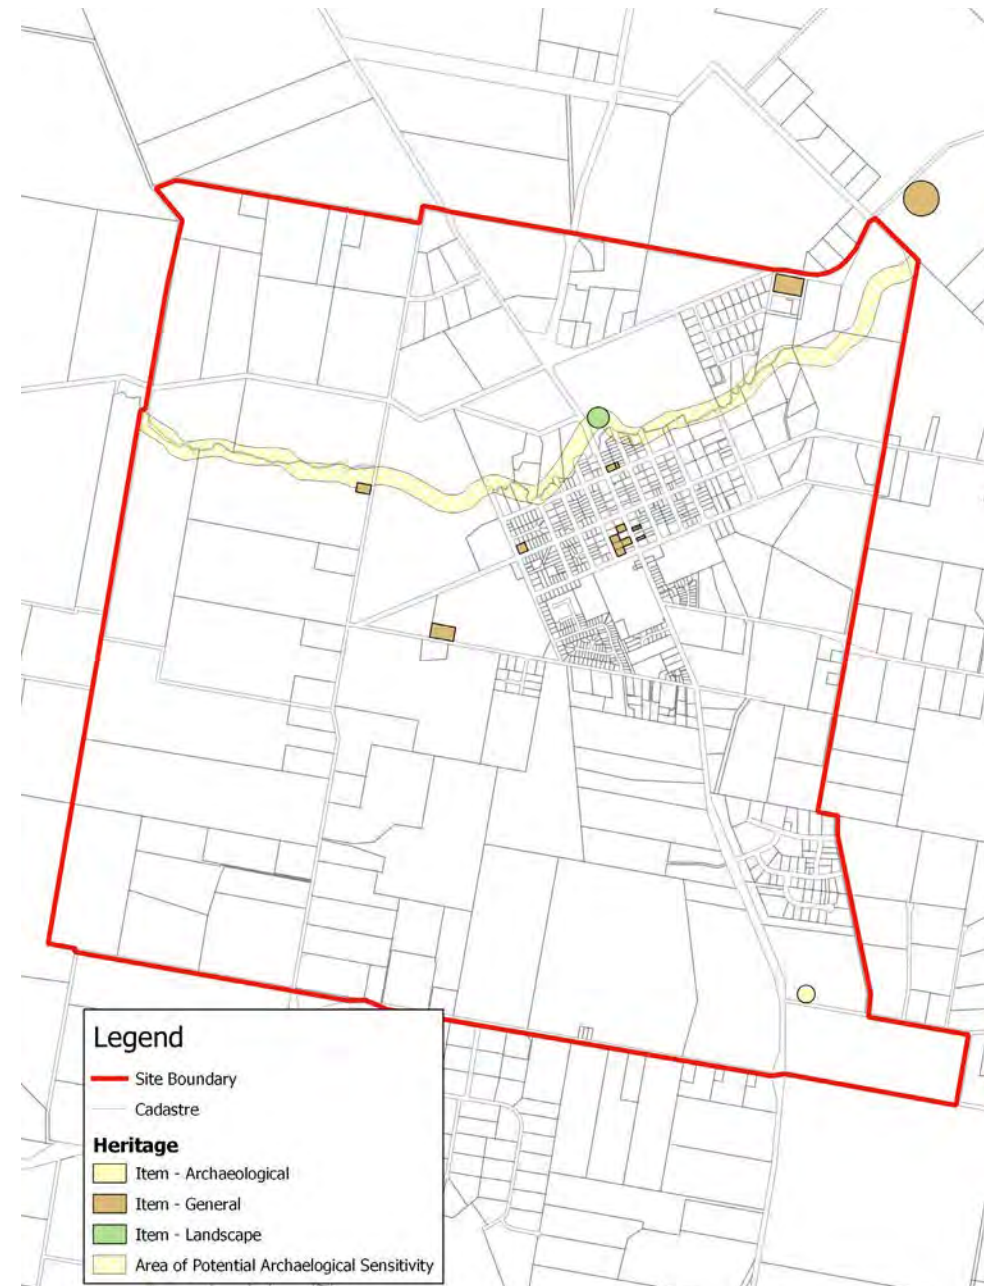 Legend
Site Boundary
Cadastre
Heritage
Item - Archaeological
Item - General
Item - Landscape
Area of Potential Archaelogical Sensitivity